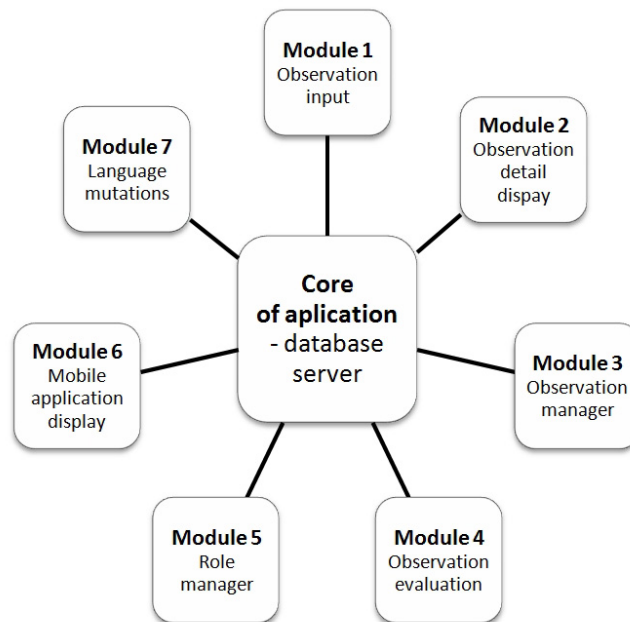 Module 1
Observation
input
Module 2
Observation
detail
dispay
Module 7
Language
mutations
Core
of aplication
- database
server
Module 6
Mobile
application
display
Module 3
Observation
manager
Module 5
Role
manager
Module 4
Observation
evaluation